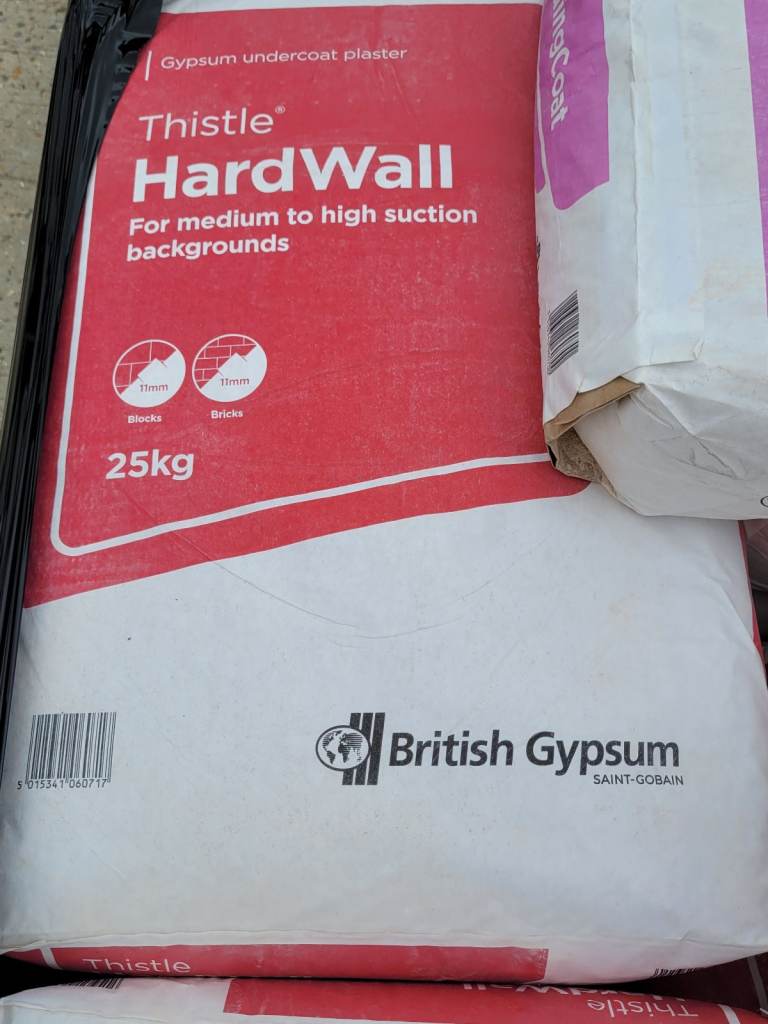 Gypsum undercoat plaster
Thistle®
HardWall
For medium to high suction
backgrounds
11mm
11mm
Blocks
Bricks
25kg
British Gypsum
SAINT-GOBAIN
5 015341 060717
Thistle
Thistle